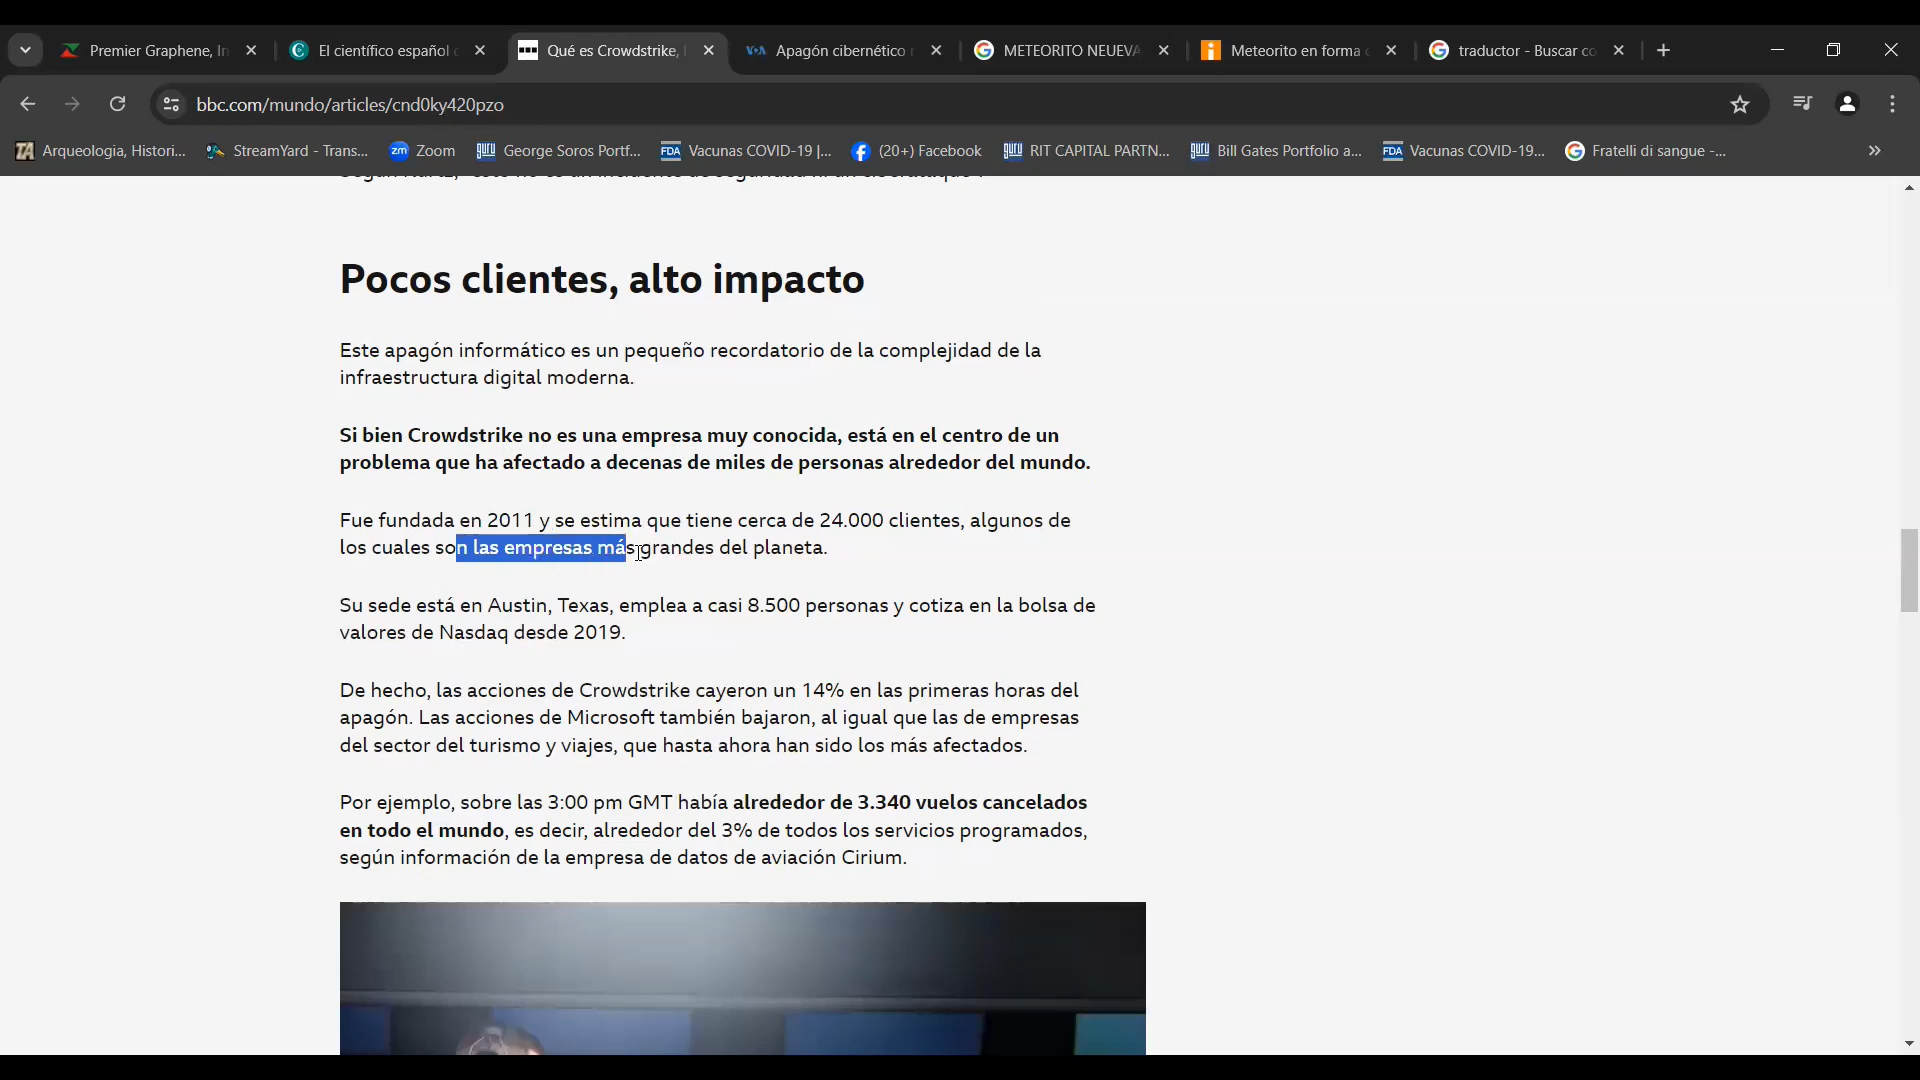 Premier Graphene, In
El científico español c
Qué es Crowdstrike,
VOA
Apagón cibernético
METEORITO NEUEVA
Meteorito en forma
traductor - Buscar co
bbc.com/mundo/articles/cnd0ky420pzo
TA
Arqueologia, Histori...
StreamYard - Trans...
zm
Zoom
guru
George Soros Portf...
FDA
Vacunas COVID-19 |...
(20+) Facebook
guru
RIT CAPITAL PARTN...
guru
Bill Gates Portfolio a...
FDA
Vacunas COVID-19...
Fratelli di sangue -...
Pocos clientes, alto impacto
Este apagón informático es un pequeño recordatorio de la complejidad de la
infraestructura digital moderna.
Si bien Crowdstrike no es una empresa muy conocida, está en el centro de un
problema que ha afectado a decenas de miles de personas alrededor del mundo.
Fue fundada en 2011 y se estima que tiene cerca de 24.000 clientes, algunos de
los cuales son las empresas más grandes del planeta.
Su sede está en Austin, Texas, emplea a casi 8.500 personas y cotiza en la bolsa de
valores de Nasdaq desde 2019.
De hecho, las acciones de Crowdstrike cayeron un 14% en las primeras horas del
apagón. Las acciones de Microsoft también bajaron, al igual que las de empresas
del sector del turismo y viajes, que hasta ahora han sido los más afectados.
Por ejemplo, sobre las 3:00 pm GMT había alrededor de 3.340 vuelos cancelados
en todo el mundo, es decir, alrededor del 3% de todos los servicios programados,
según información de la empresa de datos de aviación Cirium.